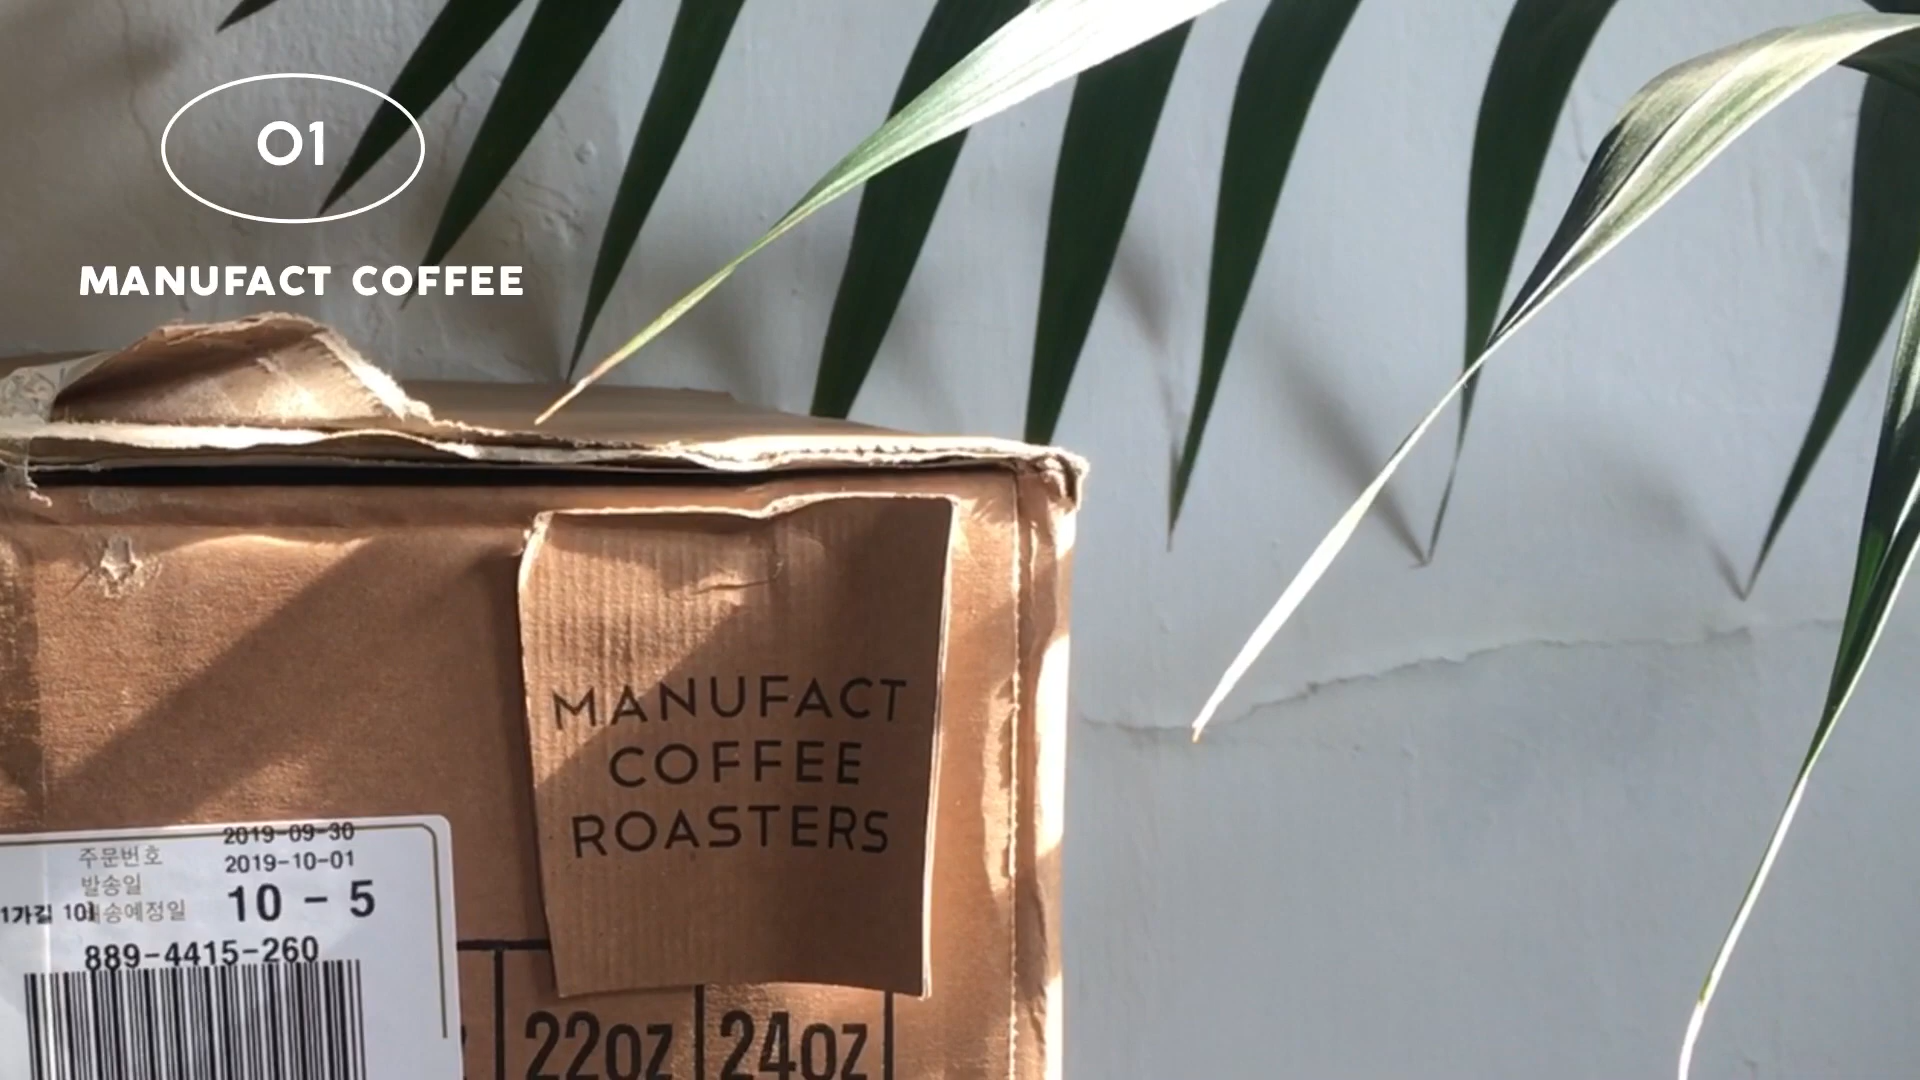 01
MANUFACT COFFEE
MANUFACT
COFFEE
ROASTERS
2019-09-30
주문번호
2019-10-01
발송일
10 - 5
1가길 10
배송예정일
889-4415-260
22oz
24oz